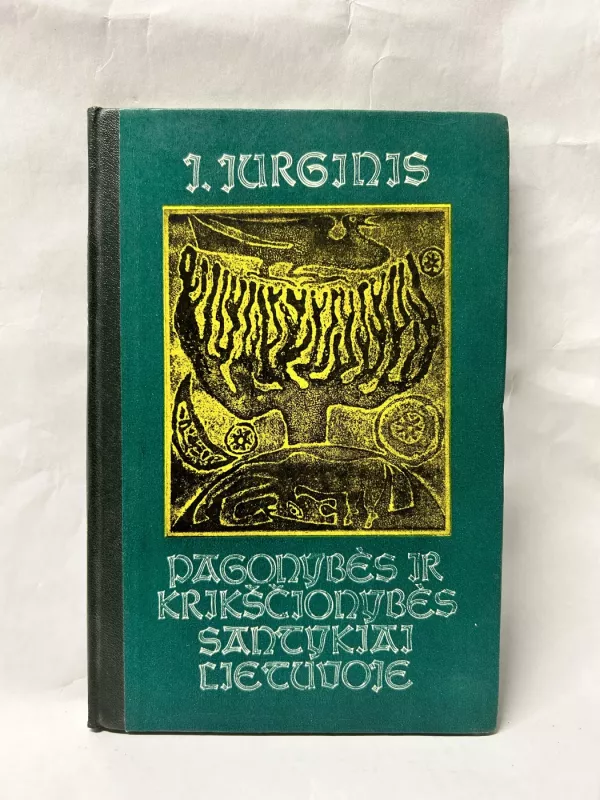 J. JURGINIS
PAGONYBĖS IR
KRIKŠČIONYBĖS
SANTYKIAI
LIETUVOJE